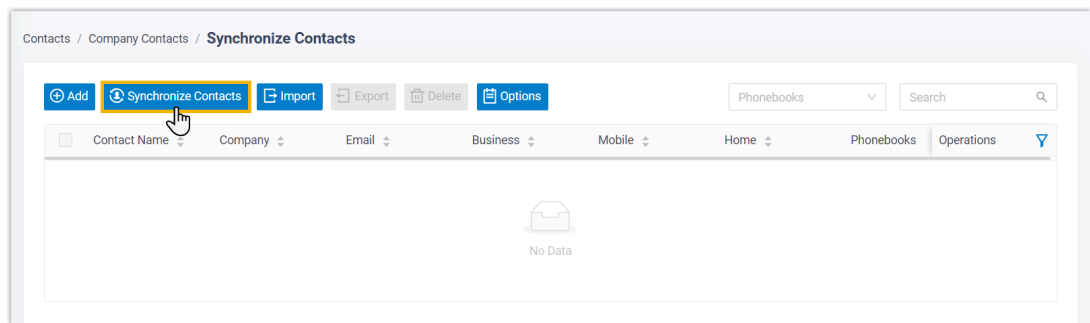 Contacts / Company Contacts / Synchronize Contacts
Add Synchronize Contacts Import Export Delete Options Phonebooks Search
Contact Name Company Email Business Mobile Home Phonebooks Operations
No Data